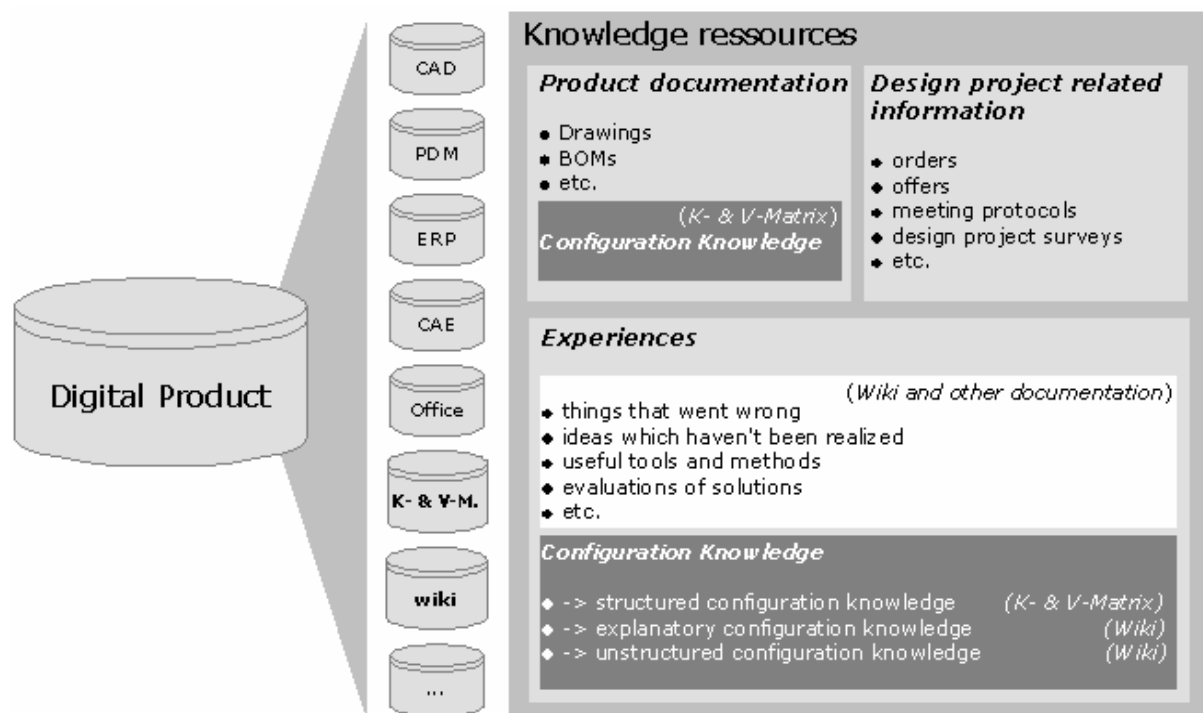 Digital Product
CAD
PDM
ERP
CAE
Office
K- & V-M.
wiki
...
Knowledge ressources
Product documentation
● Drawings
● BOMs
● etc.
(K- & V-Matrix)
Configuration Knowledge
Design project related
information
◆ orders
◆ offers
◆ meeting protocols
◆ design project surveys
◆ etc.
Experiences
(Wiki and other documentation)
◆ things that went wrong
◆ ideas which haven't been realized
◆ useful tools and methods
◆ evaluations of solutions
◆ etc.
Configuration Knowledge
◆ -> structured configuration knowledge (K- & V-Matrix)
◆ -> explanatory configuration knowledge (Wiki)
◆ -> unstructured configuration knowledge (Wiki)